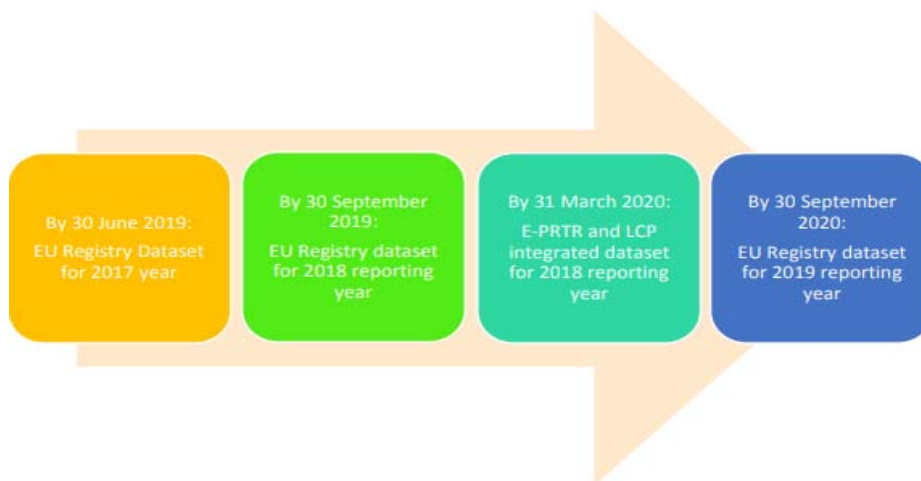 By 30 June 2019:
EU Registry Dataset
for 2017 year
By 30 September
2019:
EU Registry dataset
for 2018 reporting
year
By 31 March 2020:
E-PRTR and LCP
integrated dataset
for 2018 reporting
year
By 30 September
2020:
EU Registry dataset
for 2019 reporting
year